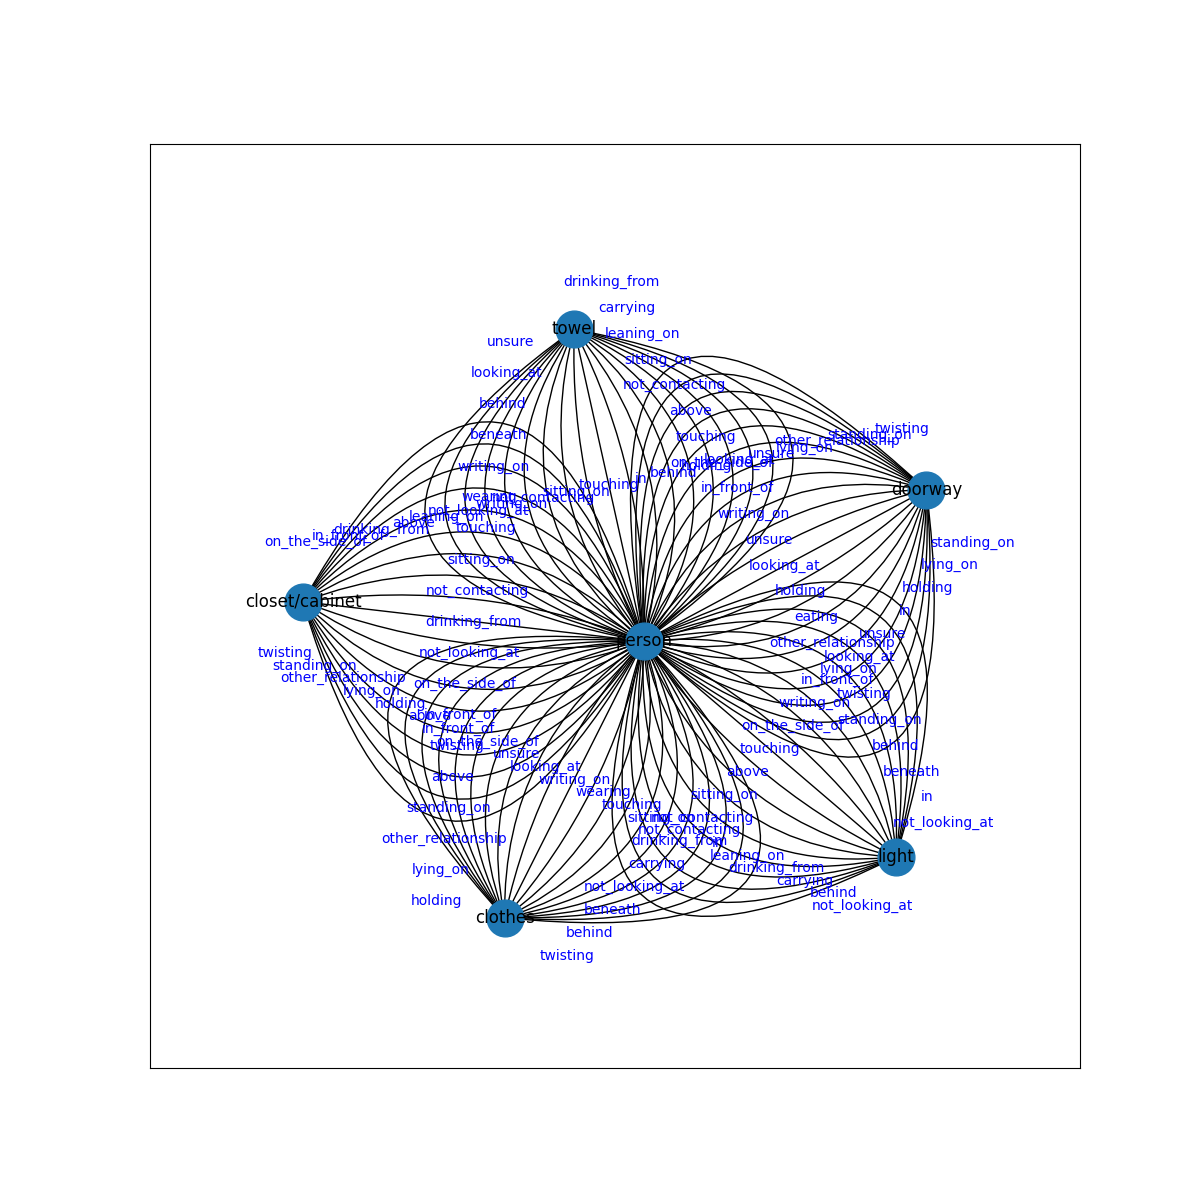 drinking_from
carrying
towel
leaning_on
unsure
sitting_on
looking_at
not_contacting
behind
above
twisting
beneath
touching
standing_on
other_relationship
lying_on
unsure
looking_at
on_the_side_of
holding
writing_on
behind
in
touching
in_front_of
doorway
sitting_on
wearing
not_contacting
writing_on
not_looking_at
writing_on
leaning_on
above
touching
drinking_from
in_front_of
on_the_side_of
unsure
standing_on
sitting_on
looking_at
lying_on
not_contacting
holding
holding
closet/cabinet
eating
in
drinking_from
unsure
person
other_relationship
twisting
not_looking_at
looking_at
standing_on
lying_on
other_relationship
in_front_of
on_the_side_of
lying_on
twisting
holding
writing_on
above
in_front_of
standing_on
in_front_of
on_the_side_of
on_the_side_of
twisting
behind
unsure
touching
looking_at
above
beneath
above
writing_on
wearing
sitting_on
in
standing_on
touching
sitting_on
not_contacting
not_looking_at
not_contacting
other_relationship
drinking_from
in
leaning_on
light
carrying
drinking_from
lying_on
carrying
not_looking_at
behind
holding
not_looking_at
beneath
clothes
behind
twisting